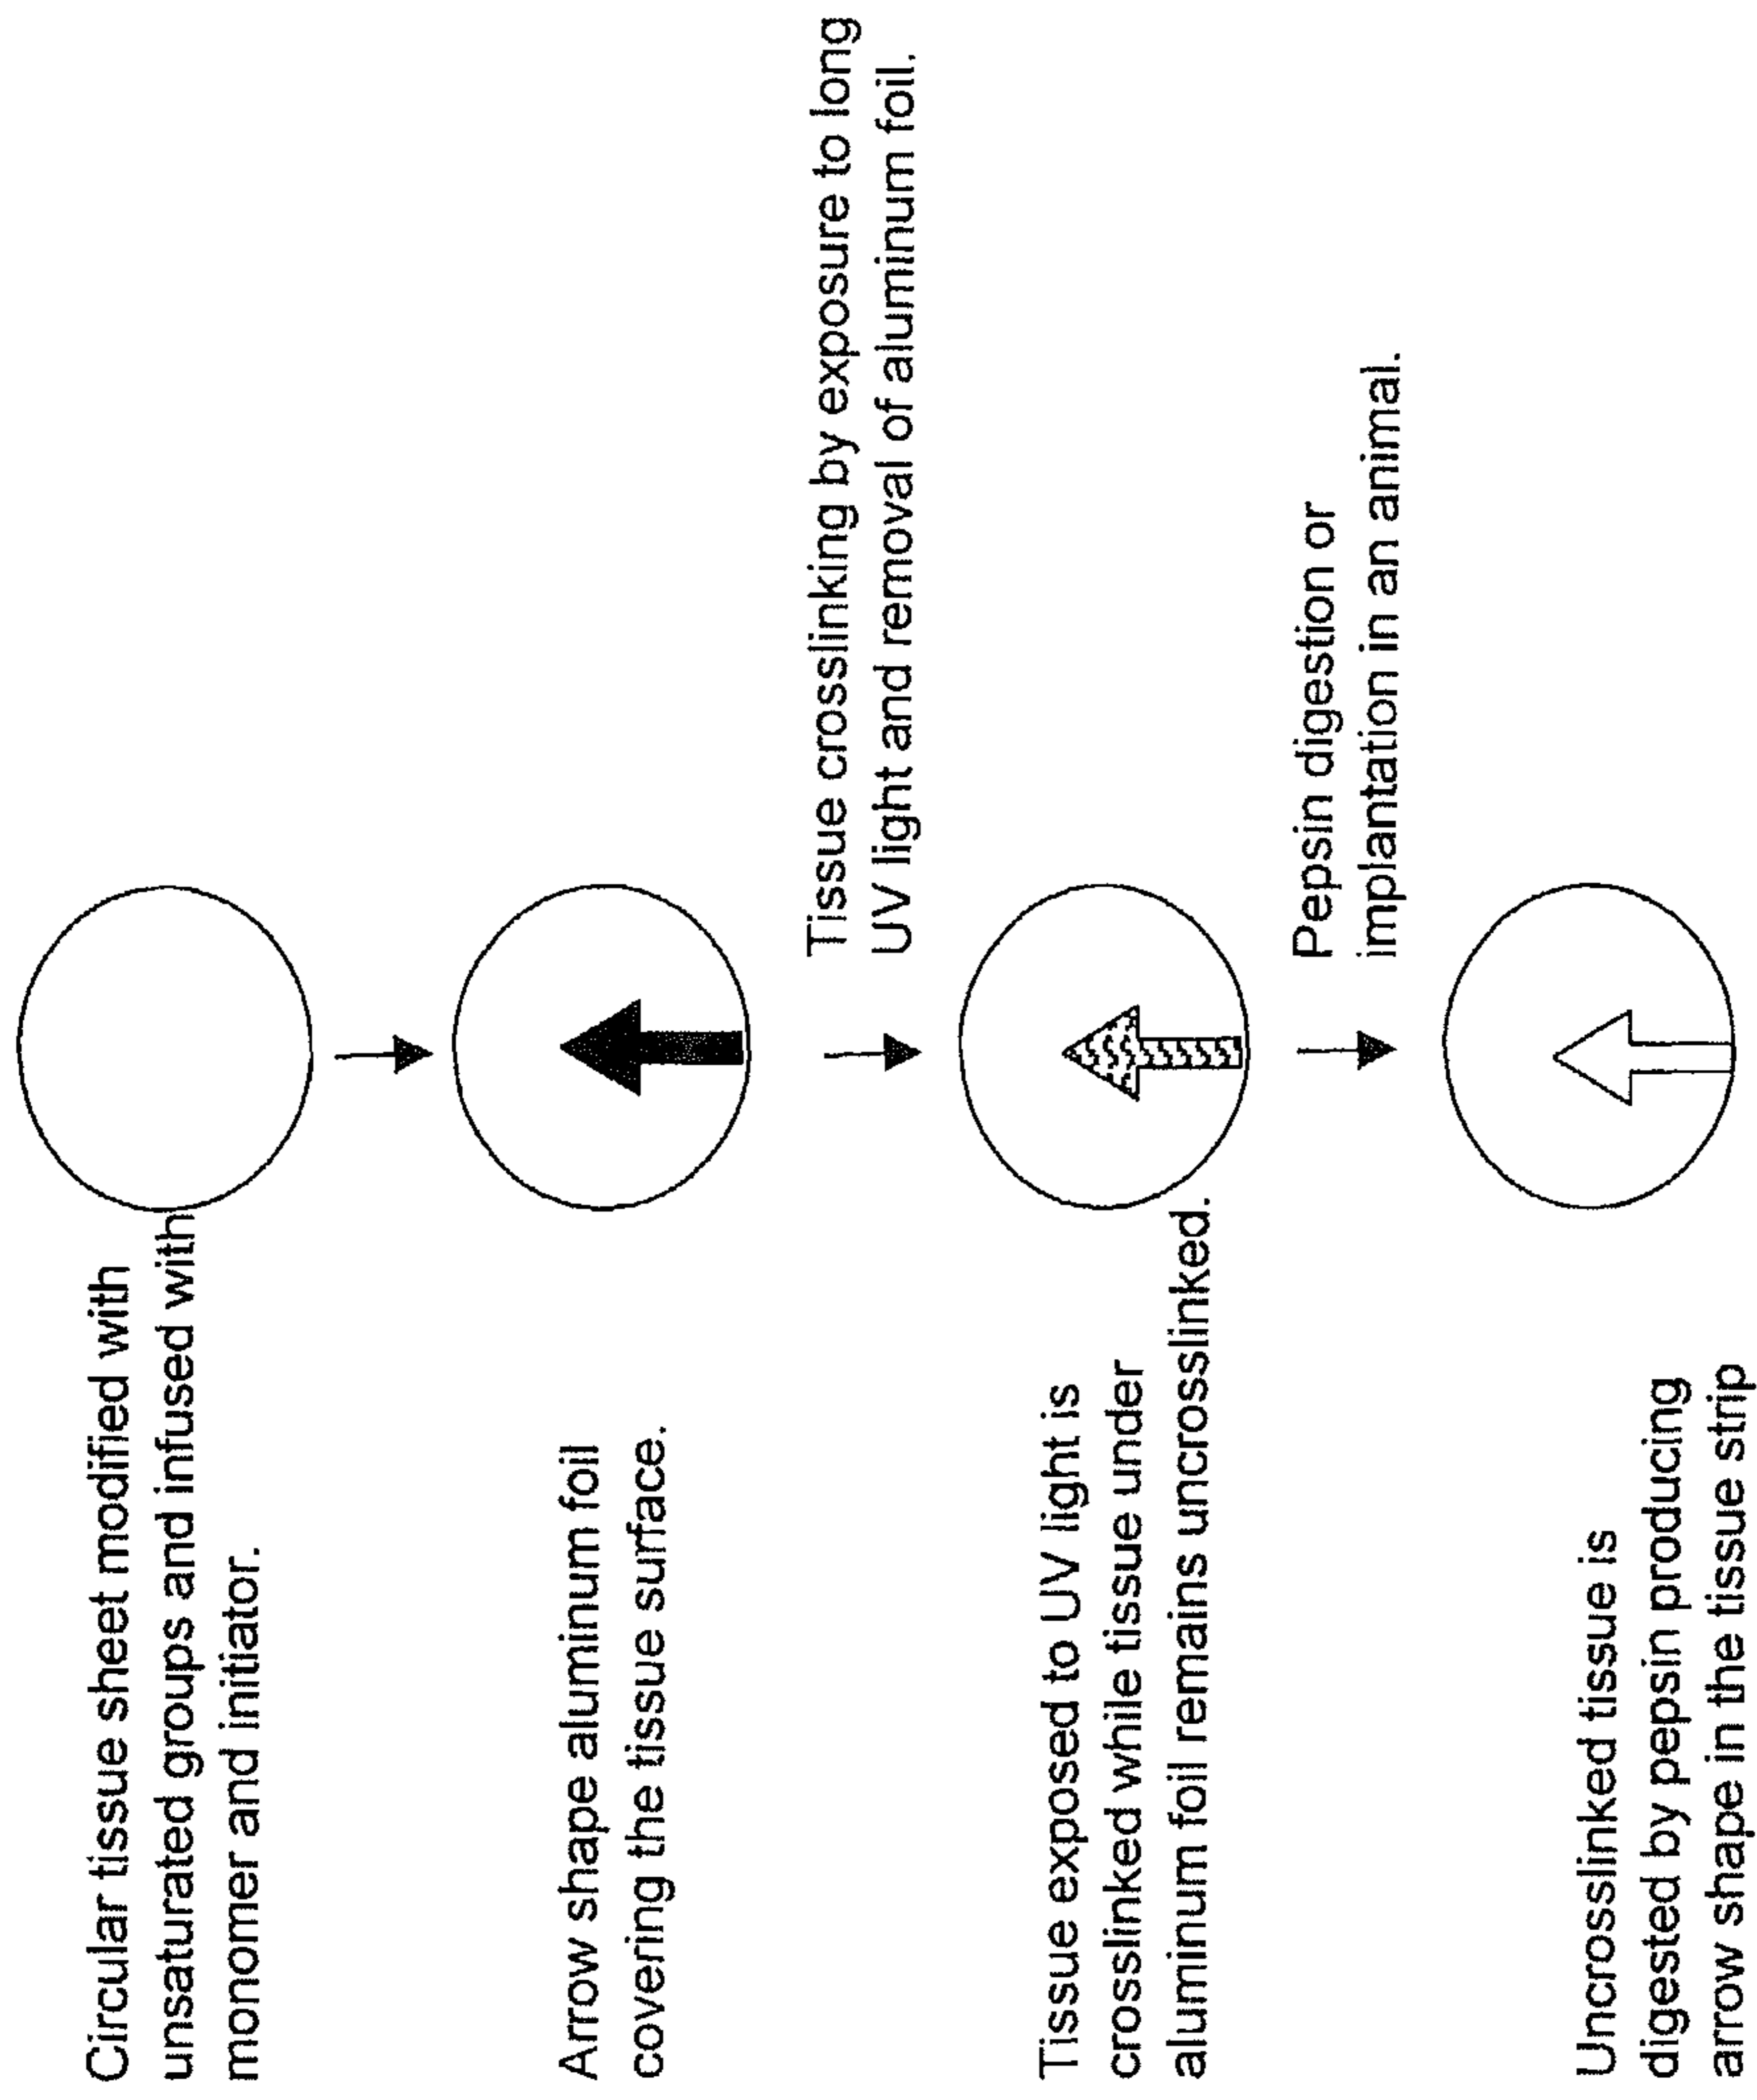 Circular tissue sheet modified with
unsaturated groups and infused with
monomer and initiator.
Arrow shape aluminum foil
covering the tissue surface.
Tissue crosslinking by exposure to long
UV light and removal of aluminum foil.
Tissue exposed to UV light is
crosslinked while tissue under
aluminum foil remains uncrosslinked.
Pepsin digestion or
implantation in an animal.
Uncrosslinked tissue is
digested by pepsin producing
arrow shape in the tissue strip